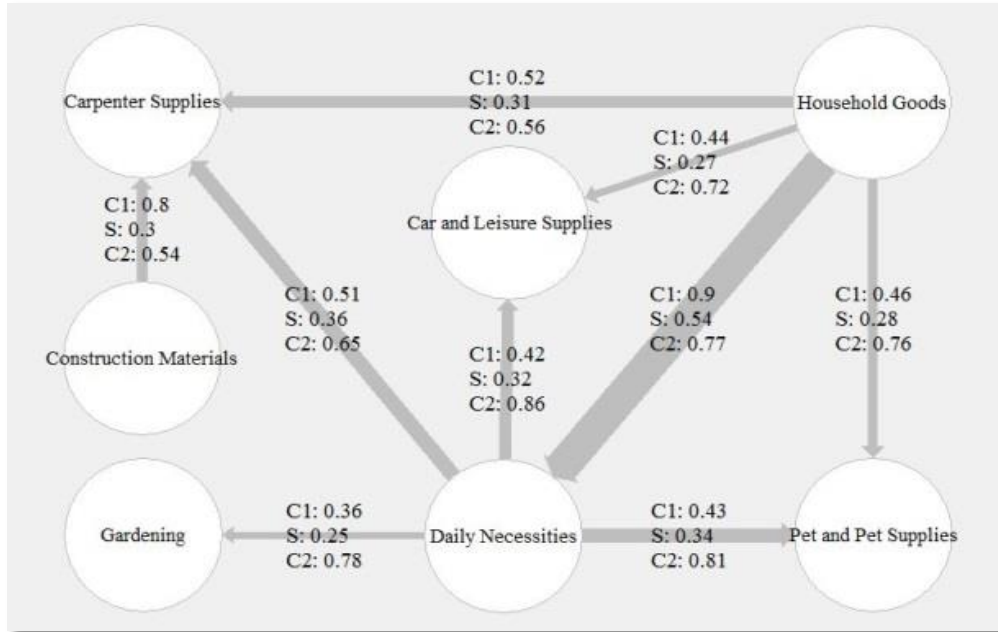 C1: 0.52
S: 0.31
C2: 0.56
Carpenter Supplies
Household Goods
C1: 0.44
S: 0.27
C2: 0.72
C1: 0.8
S: 0.3
C2: 0.54
Car and Leisure Supplies
C1: 0.51
S: 0.36
C2: 0.65
C1: 0.9
S: 0.54
C2: 0.77
C1: 0.46
S: 0.28
C2: 0.76
Construction Materials
C1: 0.42
S: 0.32
C2: 0.86
C1: 0.36
S: 0.25
C2: 0.78
C1: 0.43
S: 0.34
C2: 0.81
Gardening
Daily Necessities
Pet and Pet Supplies